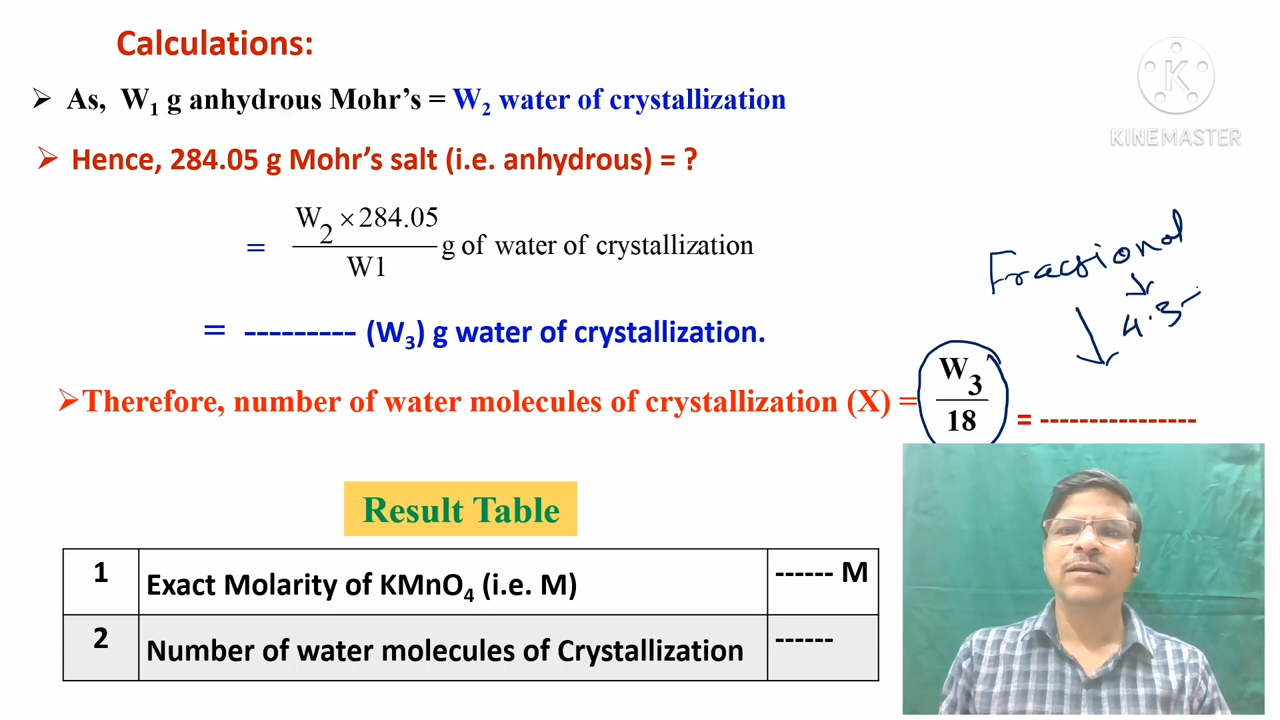 Calculations:
➢ As, W₁ g anhydrous Mohr's = W₂ water of crystallization
KINEMASTER
➢ Hence, 284.05 g Mohr's salt (i.e. anhydrous) = ?
= W₂ × 284.05 / W1 g of water of crystallization
Fractional
4.3
= --------- (W₃) g water of crystallization.
➢Therefore, number of water molecules of crystallization (X) = W₃ / 18 = ----------------
Result Table
1 Exact Molarity of KMnO₄ (i.e. M) ------ M
2 Number of water molecules of Crystallization ------